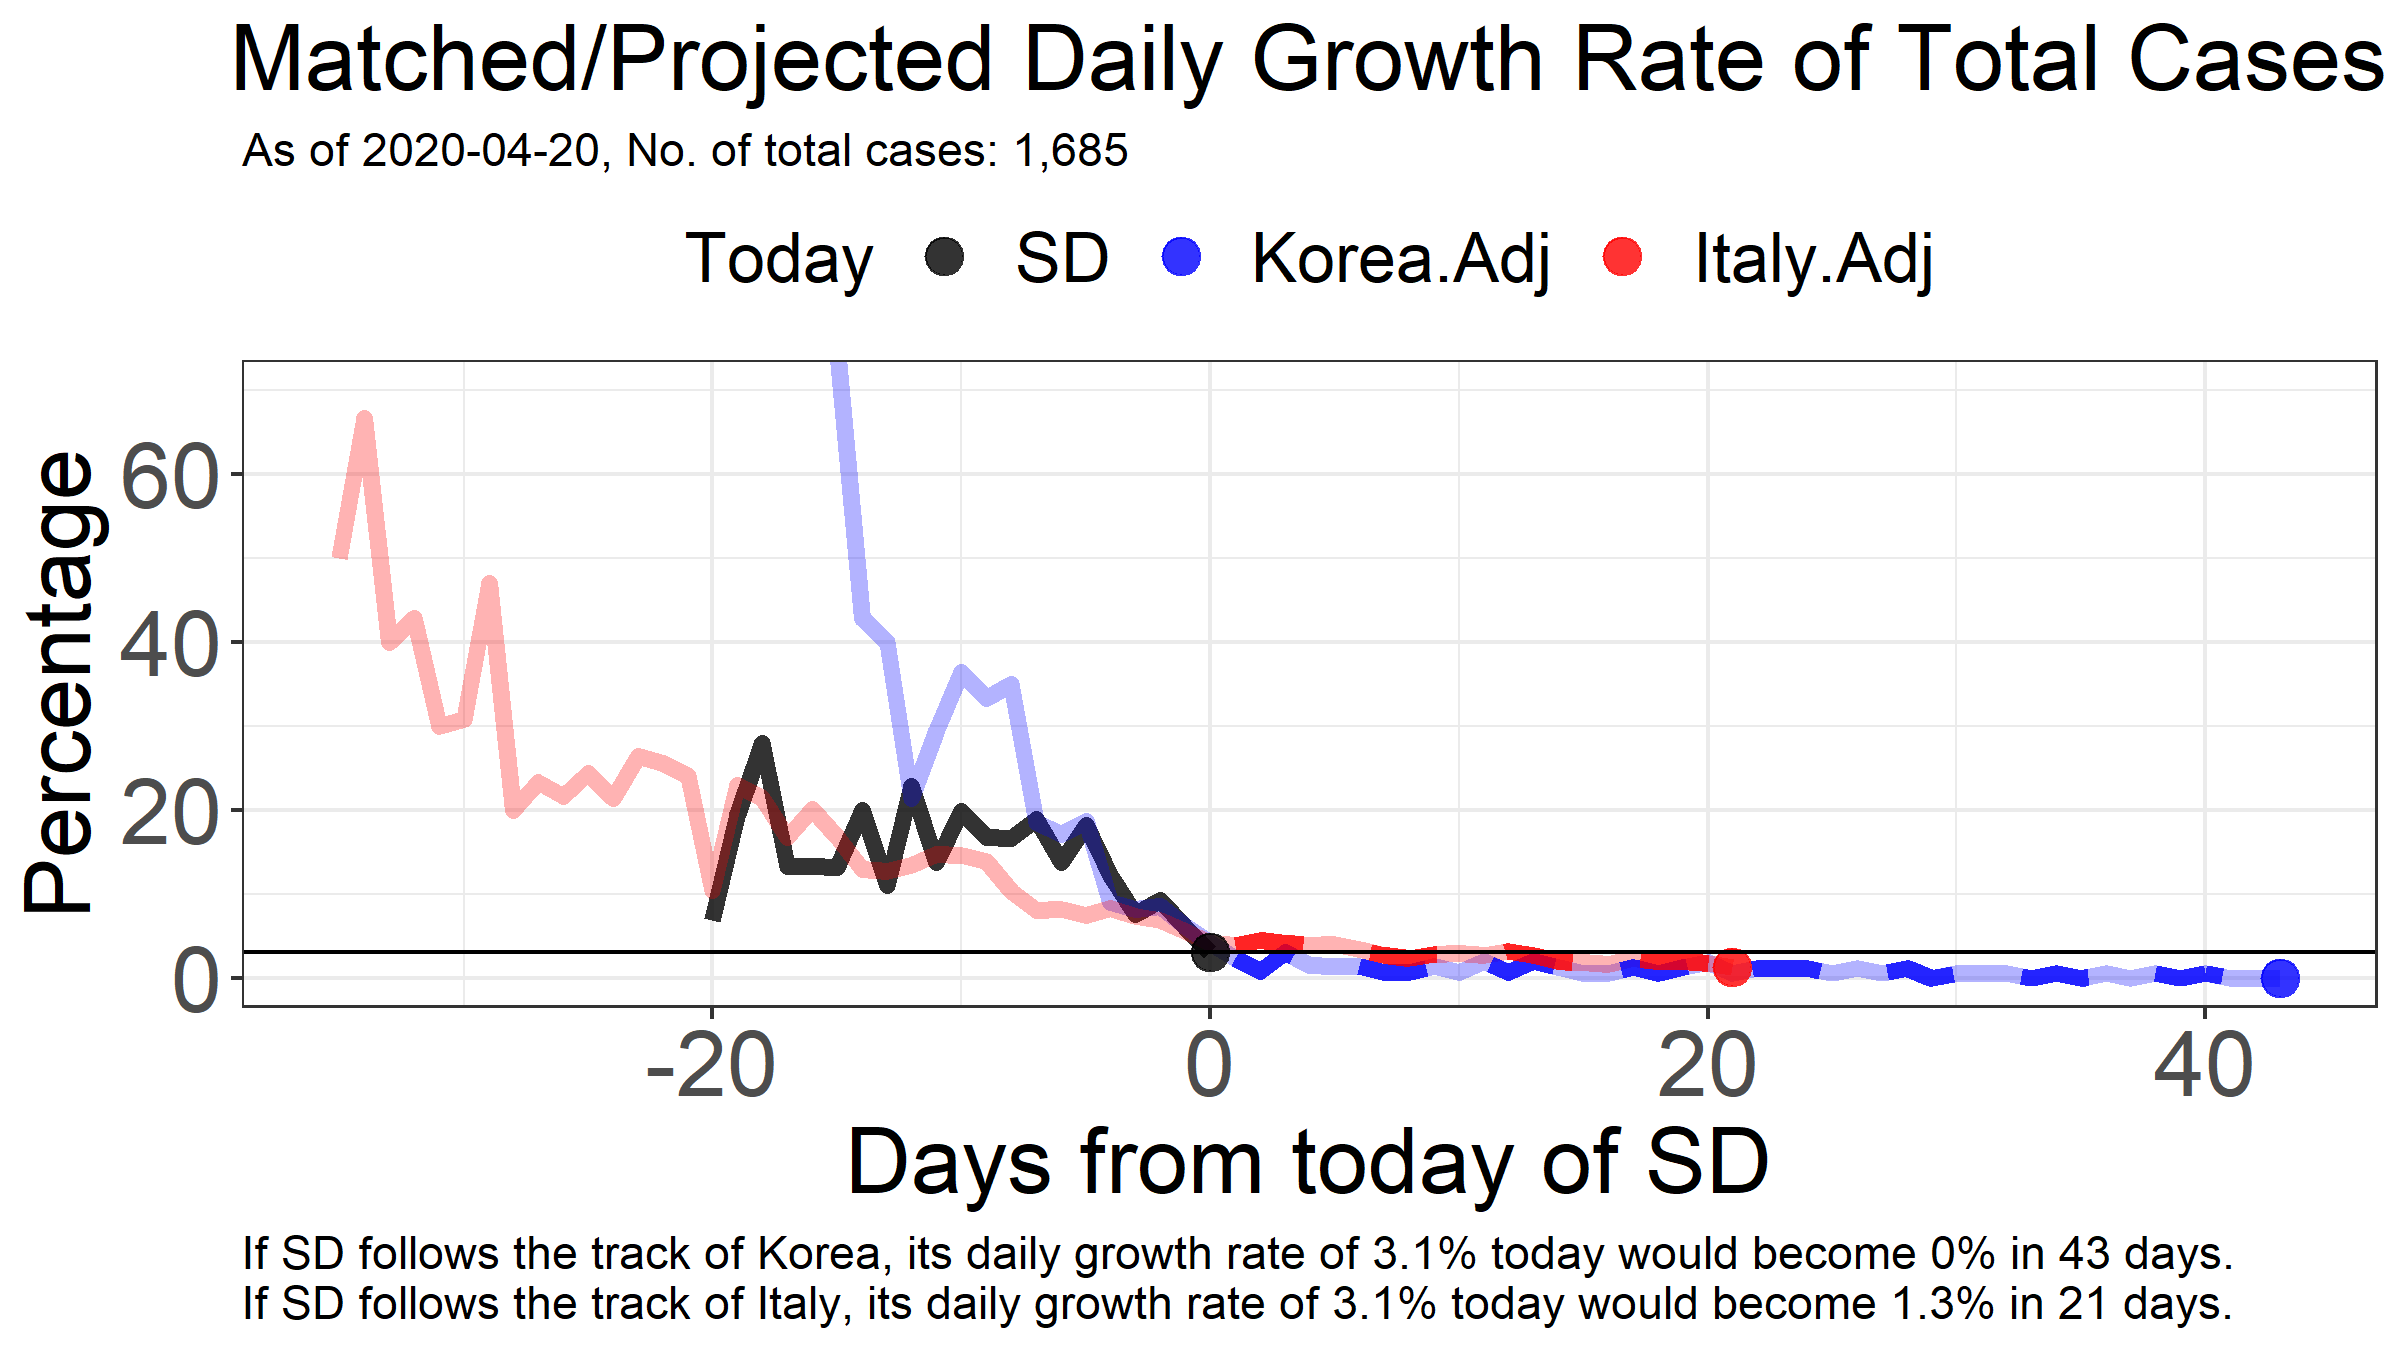 Matched/Projected Daily Growth Rate of Total Cases
As of 2020-04-20, No. of total cases: 1,685
Today SD Korea.Adj Italy.Adj
Percentage
60
40
20
0
-20 0 20 40
Days from today of SD
If SD follows the track of Korea, its daily growth rate of 3.1% today would become 0% in 43 days.
If SD follows the track of Italy, its daily growth rate of 3.1% today would become 1.3% in 21 days.